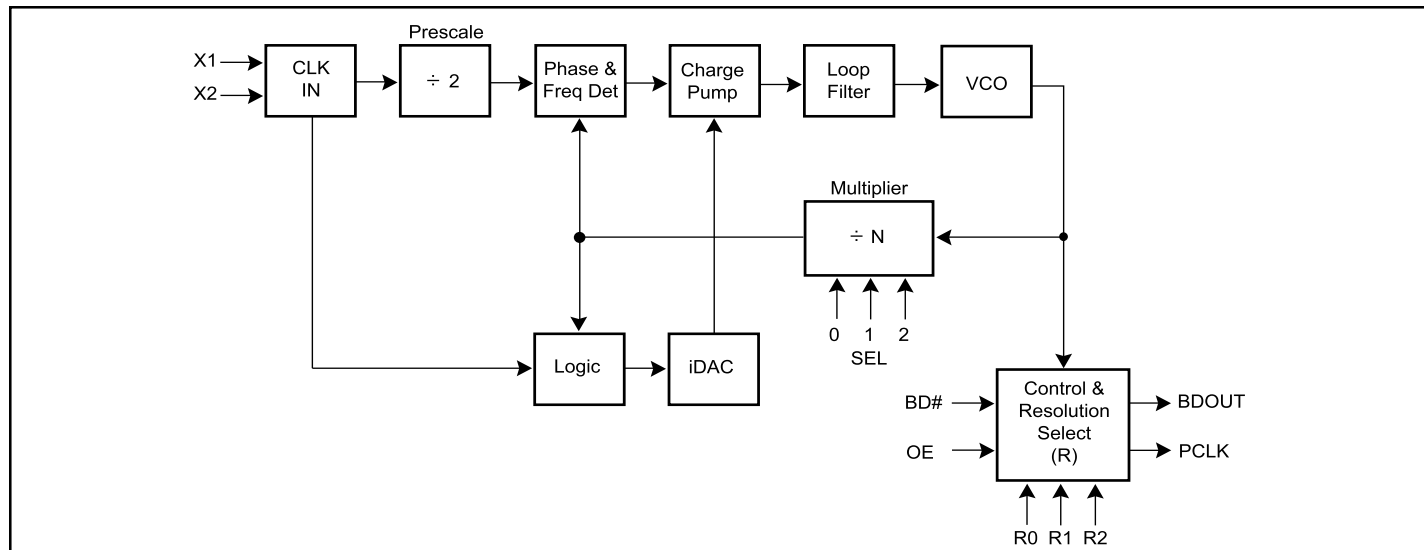 Prescale
X1
X2
CLK
IN
÷ 2
Phase &
Freq Det
Charge
Pump
Loop
Filter
VCO
Multiplier
÷ N
0 1 2
SEL
Logic
iDAC
BD#
OE
Control &
Resolution
Select
(R)
BDOUT
PCLK
R0 R1 R2